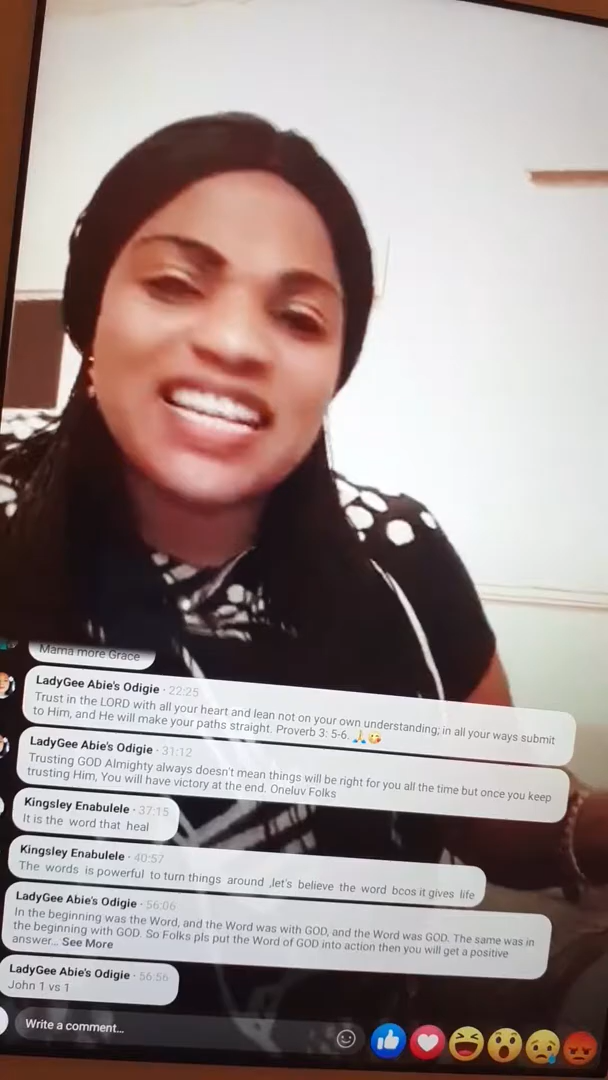 Mama more Grace
LadyGee Abie's Odigie · 22:25
Trust in the LORD with all your heart and lean not on your own understanding; in all your ways submit
to Him, and He will make your paths straight. Proverb 3: 5-6. 🙏😋
LadyGee Abie's Odigie · 31:12
Trusting GOD Almighty always doesn't mean things will be right for you all the time but once you keep
trusting Him, You will have victory at the end. Oneluv Folks
Kingsley Enabulele · 37:15
It is the word that heal
Kingsley Enabulele · 40:57
The words is powerful to turn things around ,let's believe the word bcos it gives life
LadyGee Abie's Odigie · 56:06
In the beginning was the Word, and the Word was with GOD, and the Word was GOD. The same was in
the beginning with GOD. So Folks pls put the Word of GOD into action then you will get a positive
answer... See More
LadyGee Abie's Odigie · 56:56
John 1 vs 1
Write a comment...